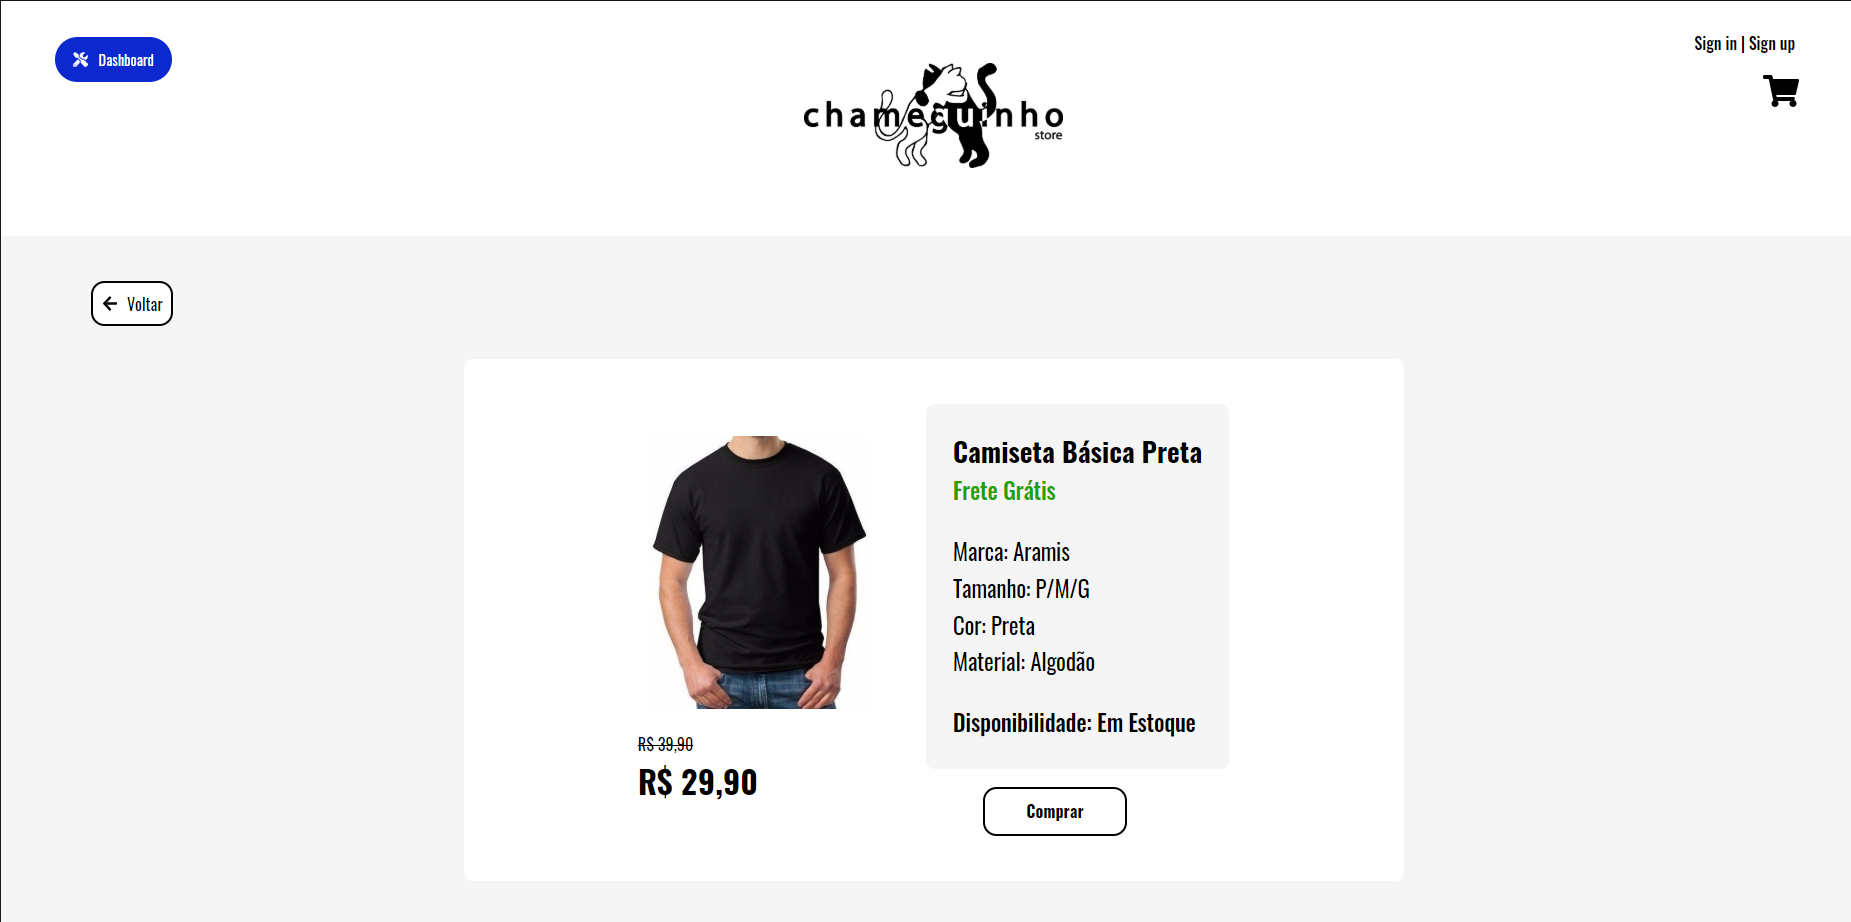 Dashboard
Sign in | Sign up
chameguinho
store
Voltar
Camiseta Básica Preta
Frete Grátis
Marca: Aramis
Tamanho: P/M/G
Cor: Preta
Material: Algodão
Disponibilidade: Em Estoque
R$ 39,90
R$ 29,90
Comprar